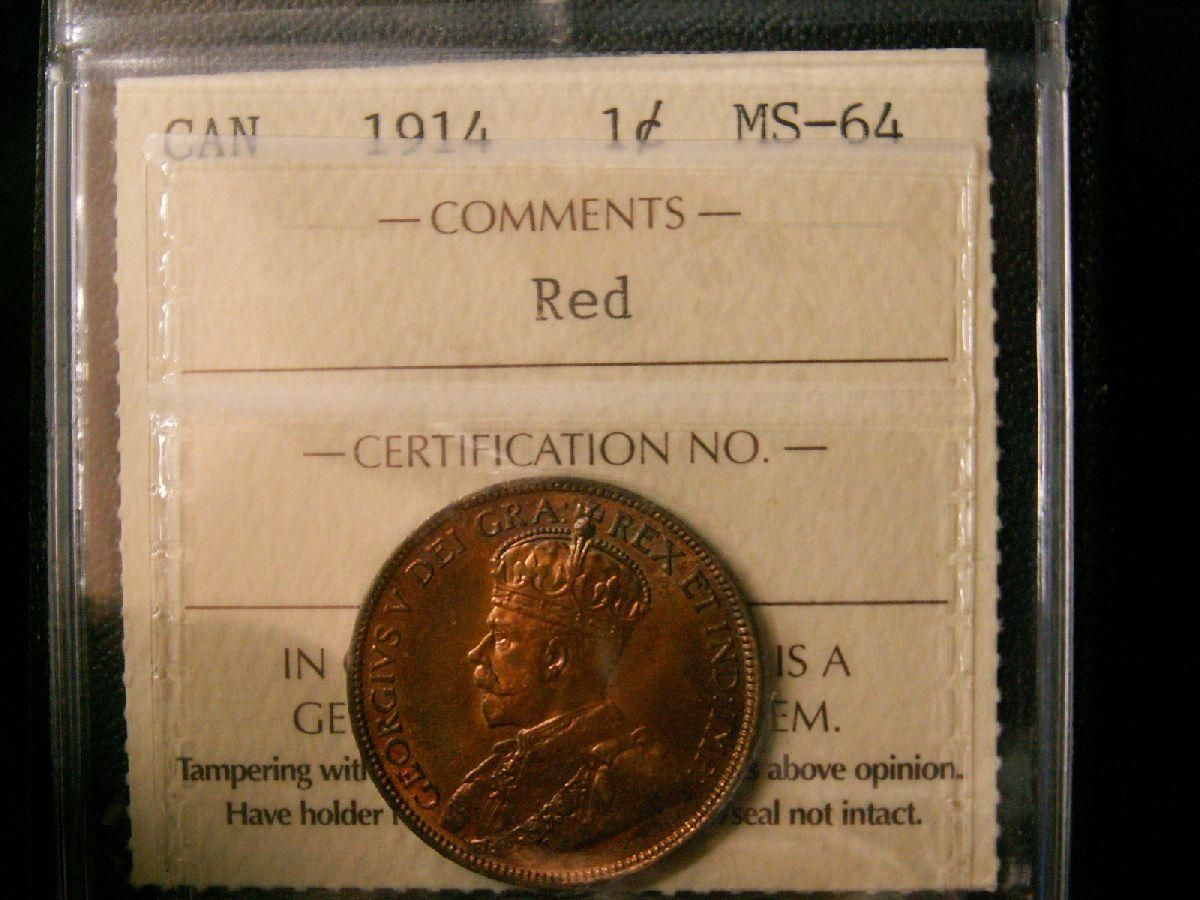 CAN 1914 1¢ MS-64
— COMMENTS —
Red
— CERTIFICATION NO. —
GEORGIVS V DEI GRA: REX ET IND: IMP:
IN IS A
GE EM.
Tampering with above opinion.
Have holder /seal not intact.